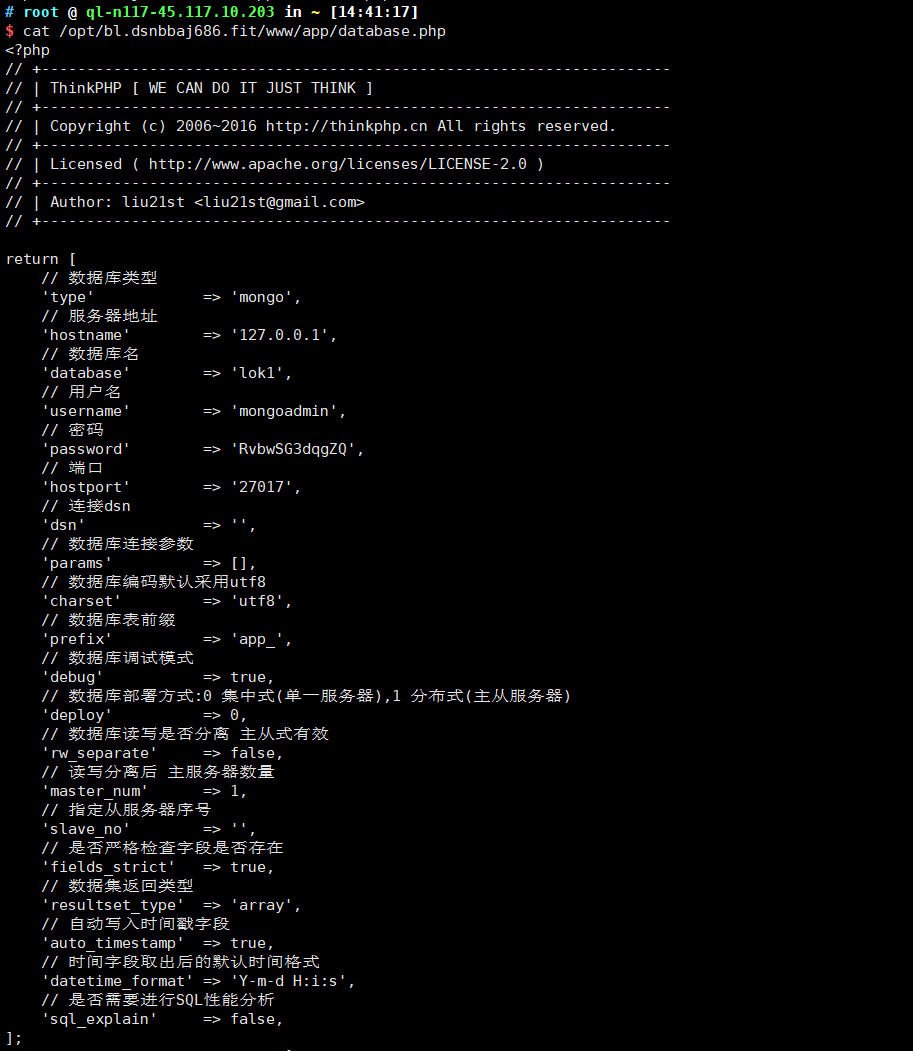 # root @ ql-n117-45.117.10.203 in ~ [14:41:17]
$ cat /opt/bl.dsnbbaj686.fit/www/app/database.php
<?php
// +----------------------------------------------------------------------
// | ThinkPHP [ WE CAN DO IT JUST THINK ]
// +----------------------------------------------------------------------
// | Copyright (c) 2006~2016 http://thinkphp.cn All rights reserved.
// +----------------------------------------------------------------------
// | Licensed ( http://www.apache.org/licenses/LICENSE-2.0 )
// +----------------------------------------------------------------------
// | Author: liu21st <liu21st@gmail.com>
// +----------------------------------------------------------------------

return [
    // 数据库类型
    'type'            => 'mongo',
    // 服务器地址
    'hostname'        => '127.0.0.1',
    // 数据库名
    'database'        => 'lok1',
    // 用户名
    'username'        => 'mongoadmin',
    // 密码
    'password'        => 'RvbwSG3dqgZQ',
    // 端口
    'hostport'        => '27017',
    // 连接dsn
    'dsn'             => '',
    // 数据库连接参数
    'params'          => [],
    // 数据库编码默认采用utf8
    'charset'         => 'utf8',
    // 数据库表前缀
    'prefix'          => 'app_',
    // 数据库调试模式
    'debug'           => true,
    // 数据库部署方式:0 集中式(单一服务器),1 分布式(主从服务器)
    'deploy'          => 0,
    // 数据库读写是否分离 主从式有效
    'rw_separate'     => false,
    // 读写分离后 主服务器数量
    'master_num'      => 1,
    // 指定从服务器序号
    'slave_no'        => '',
    // 是否严格检查字段是否存在
    'fields_strict'   => true,
    // 数据集返回类型
    'resultset_type'  => 'array',
    // 自动写入时间戳字段
    'auto_timestamp'  => true,
    // 时间字段取出后的默认时间格式
    'datetime_format' => 'Y-m-d H:i:s',
    // 是否需要进行SQL性能分析
    'sql_explain'     => false,
];